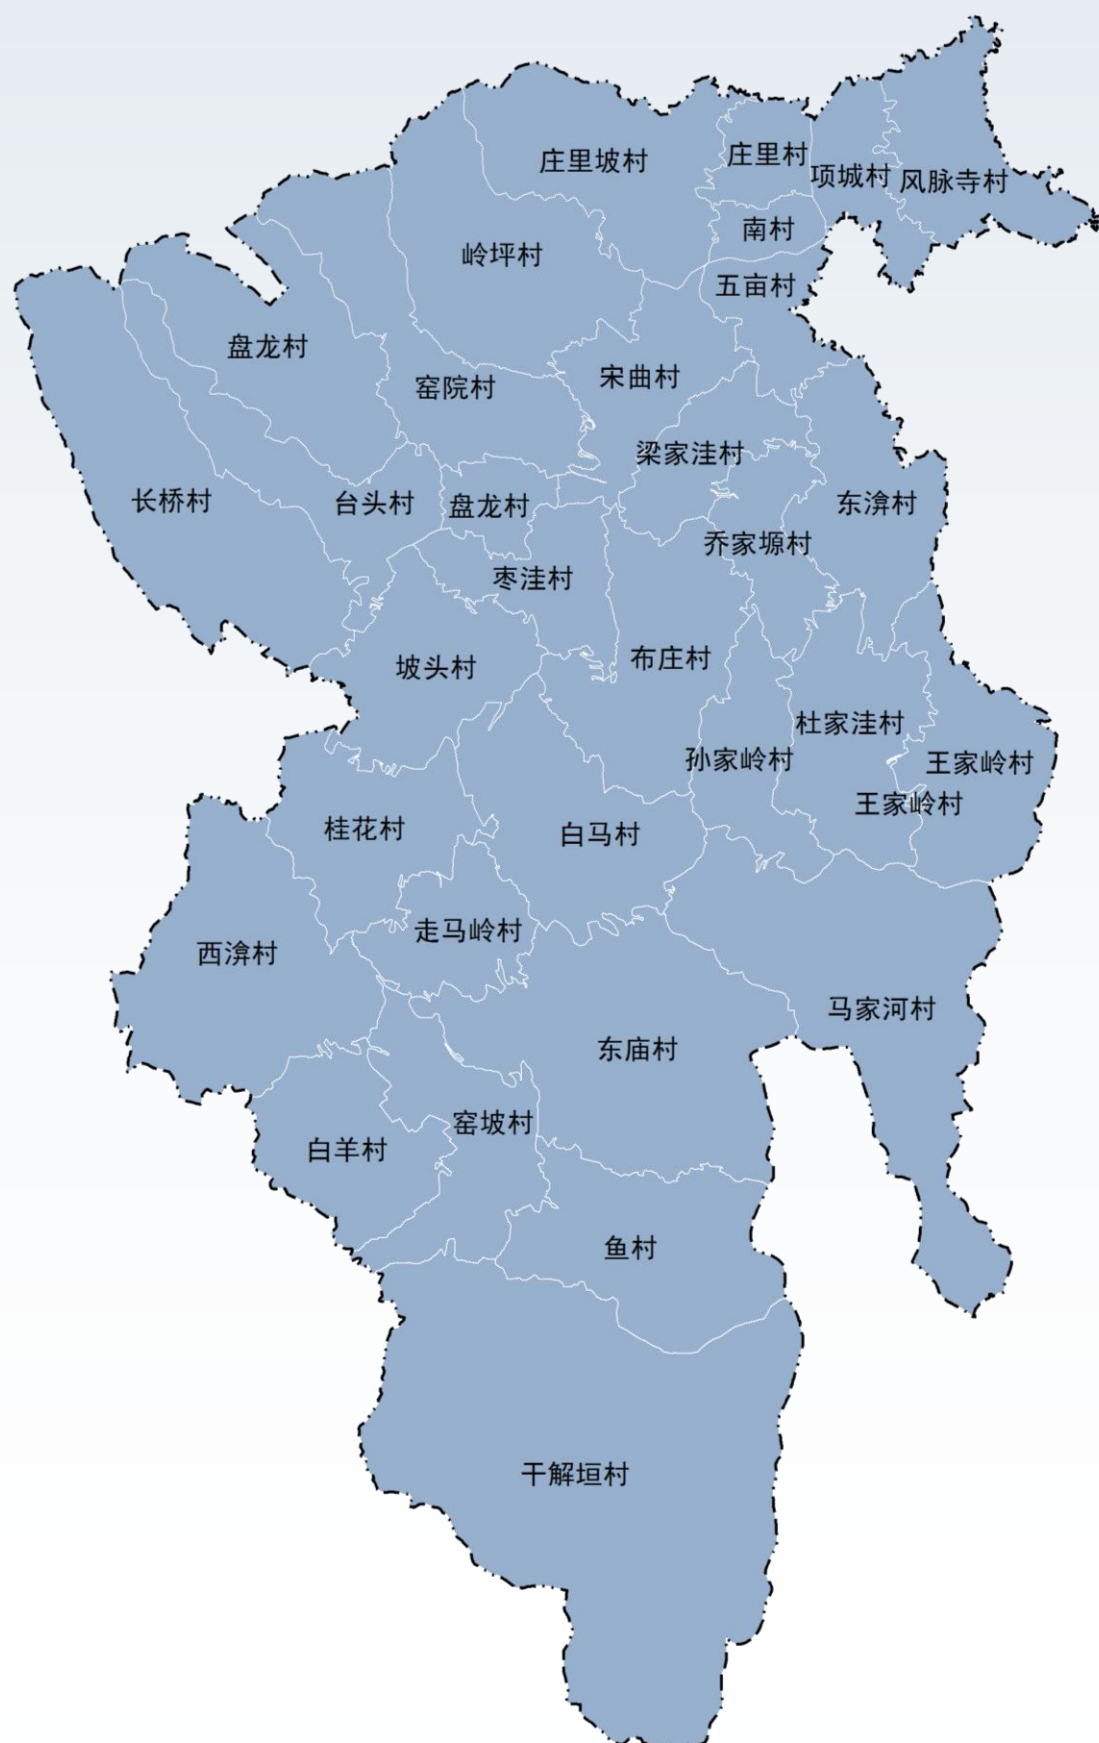 庄里坡村
庄里村
项城村
风脉寺村
南村
岭坪村
五亩村
盘龙村
宋曲村
窑院村
梁家洼村
长桥村
台头村
盘龙村
东渰村
乔家塬村
枣洼村
布庄村
坡头村
杜家洼村
孙家岭村
王家岭村
王家岭村
桂花村
白马村
走马岭村
西渰村
马家河村
东庙村
窑坡村
白羊村
鱼村
干解垣村